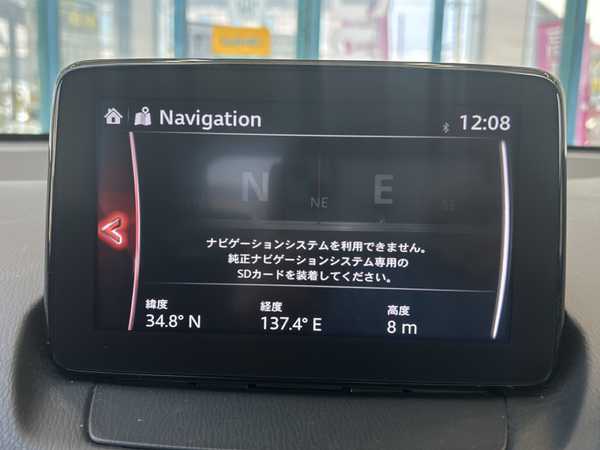 Navigation
12:08
N
NE
E
SE
ナビゲーションシステムを利用できません。
純正ナビゲーションシステム専用の
SDカードを装着してください。
緯度 経度 高度
34.8° N 137.4° E 8 m